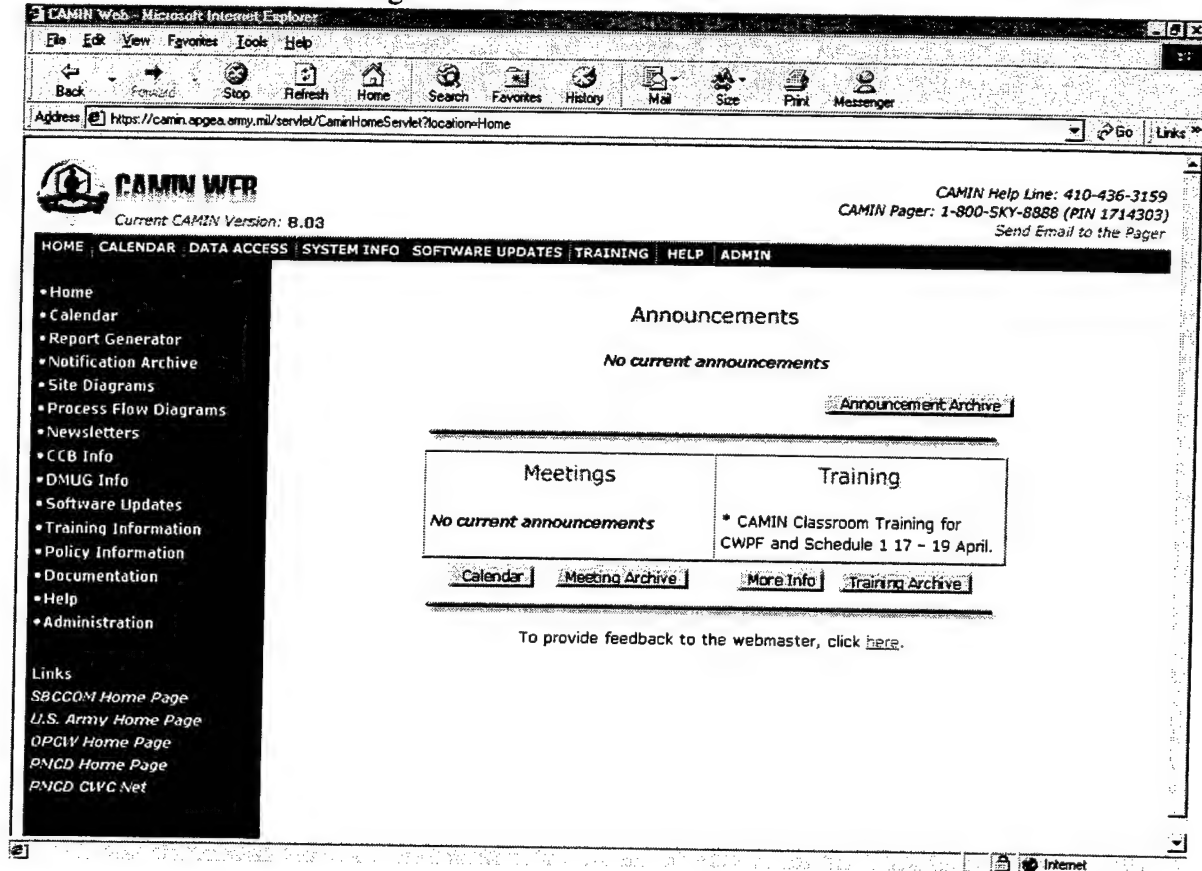 CAMIN Web - Microsoft Internet Explorer
File Edit View Favorites Tools Help
Back Forward Stop Refresh Home Search Favorites History Mail Size Print Messenger
Address https://camin.apgea.army.mil/servlet/CaminHomeServlet?location=Home Go Links »
CAMIN WEB
Current CAMIN Version: 8.03
CAMIN Help Line: 410-436-3159
CAMIN Pager: 1-800-SKY-8888 (PIN 1714303)
Send Email to the Pager
HOME CALENDAR DATA ACCESS SYSTEM INFO SOFTWARE UPDATES TRAINING HELP ADMIN
• Home
• Calendar
• Report Generator
• Notification Archive
• Site Diagrams
• Process Flow Diagrams
• Newsletters
• CCB Info
• DMUG Info
• Software Updates
• Training Information
• Policy Information
• Documentation
• Help
• Administration
Links
SBCCOM Home Page
U.S. Army Home Page
OPCW Home Page
PMCD Home Page
PMCD CWC Net
Announcements
No current announcements
Announcement Archive
Meetings
No current announcements
Training
* CAMIN Classroom Training for
CWPF and Schedule 1 17 - 19 April.
Calendar Meeting Archive More Info Training Archive
To provide feedback to the webmaster, click here.
Internet